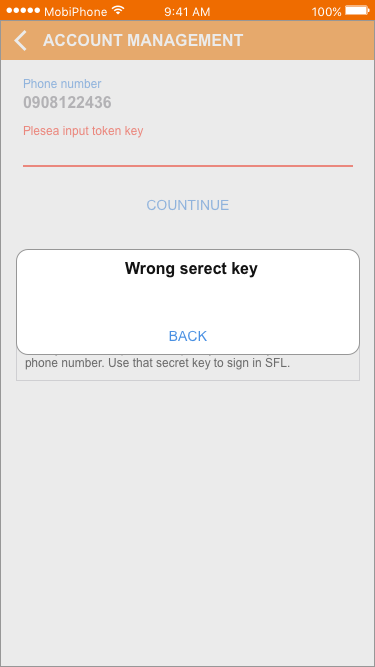 MobiPhone 9:41 AM 100%
ACCOUNT MANAGEMENT
Phone number
0908122436
Plesea input token key
COUNTINUE
Wrong serect key
BACK
phone number. Use that secret key to sign in SFL.